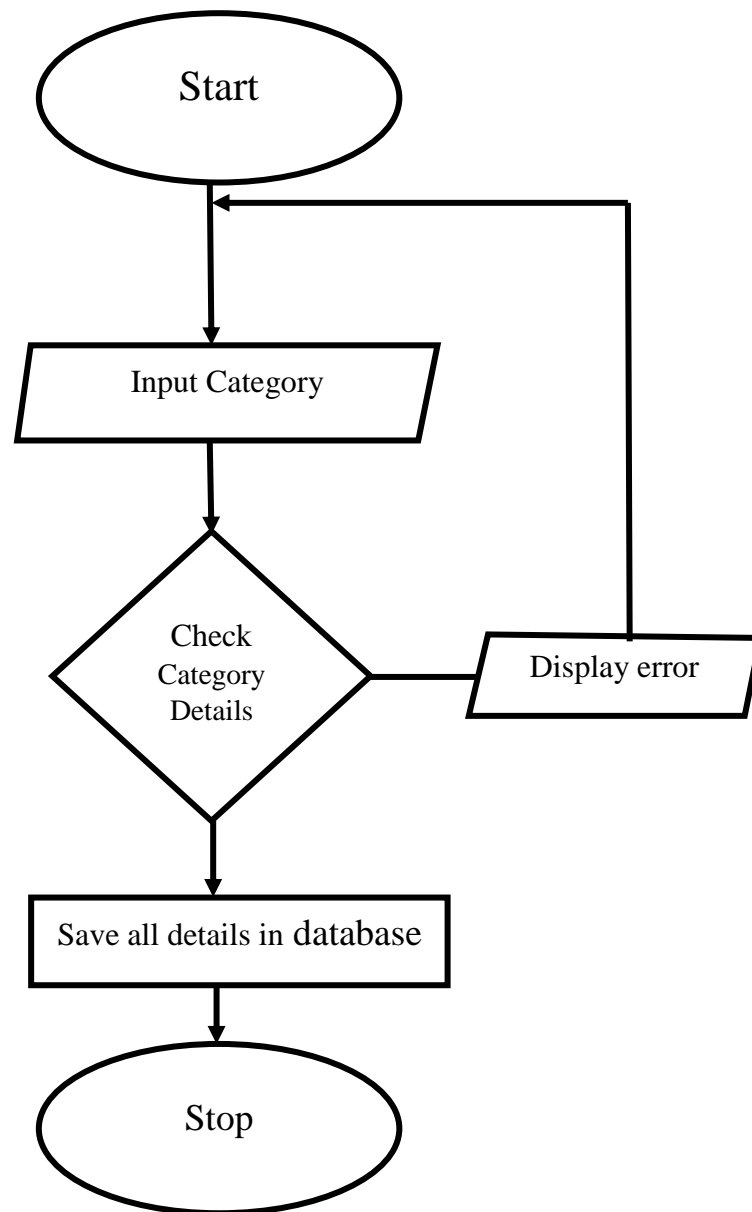 Start
Input Category
Check
Category
Details
Display error
Save all details in database
Stop